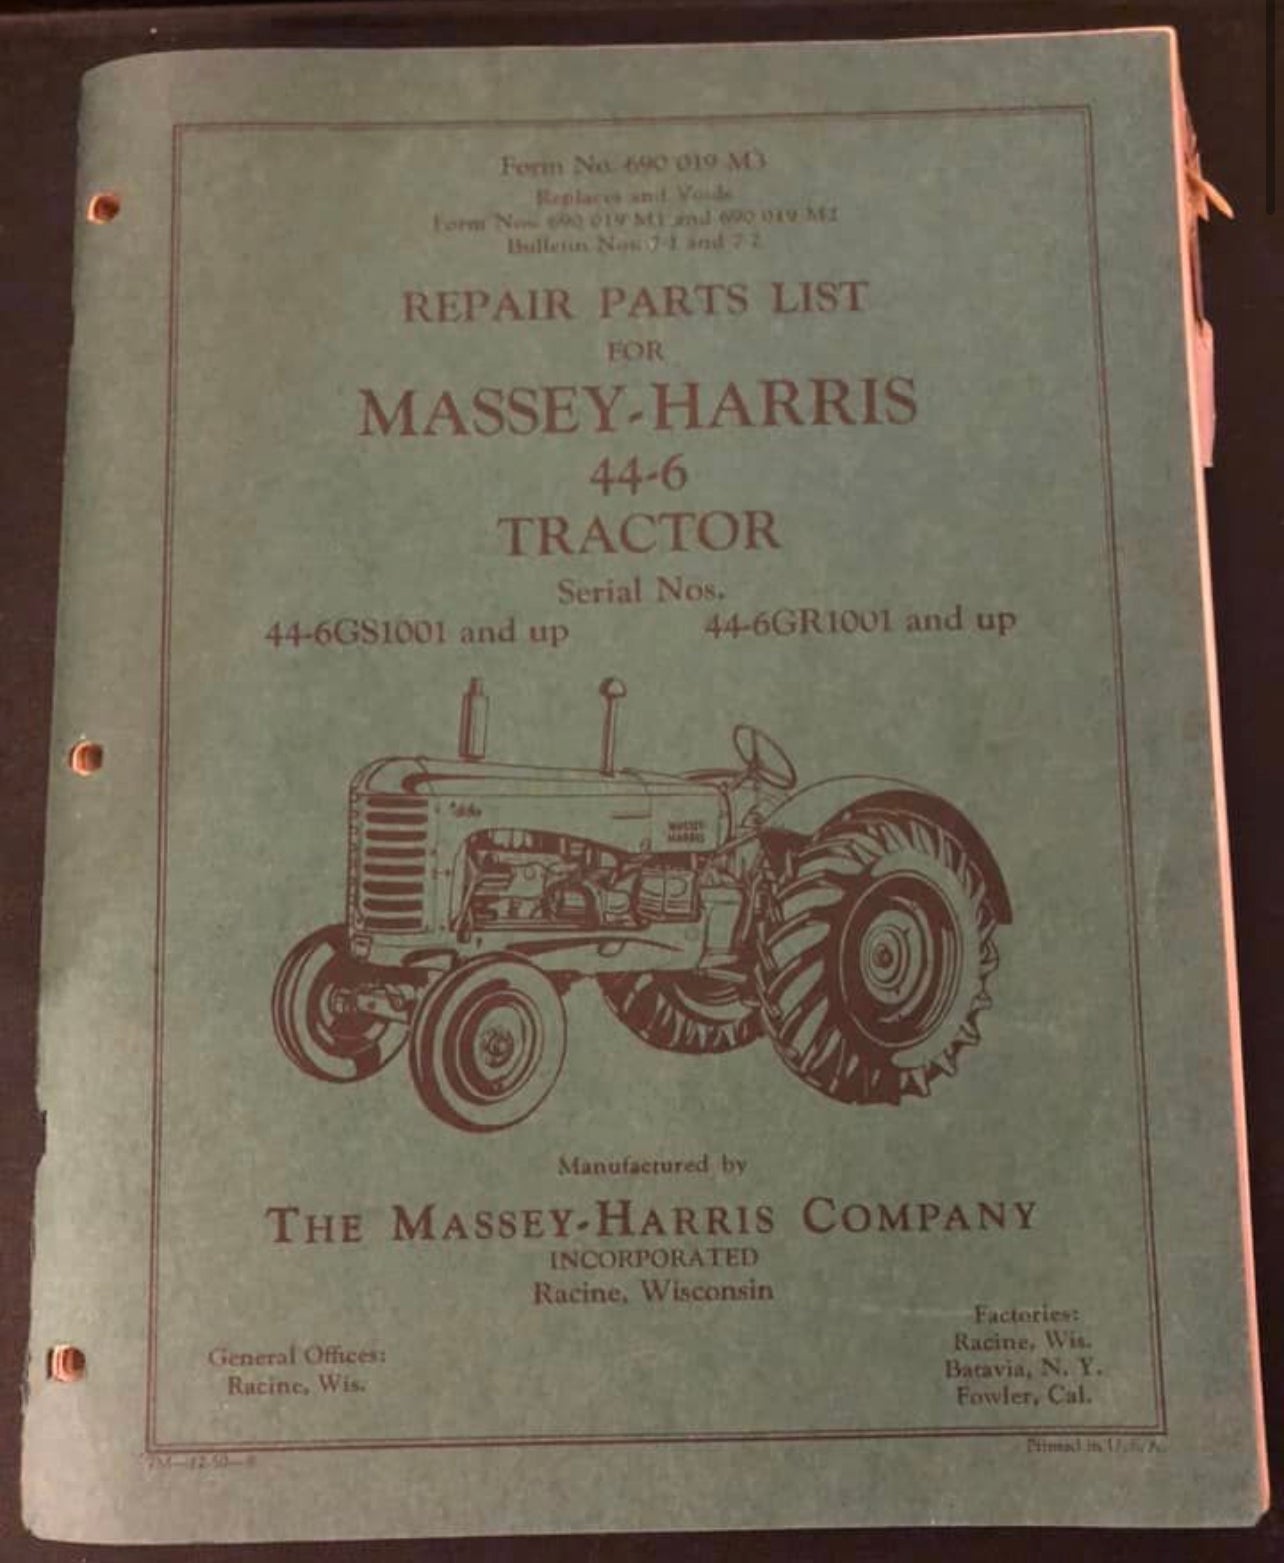 Form No. 690 019 M3
Replaces and Voids
Form Nos. 690 019 M1 and 690 019 M2
Bulletin Nos. 7-1 and 7-2
REPAIR PARTS LIST
FOR
MASSEY-HARRIS
44-6
TRACTOR
Serial Nos.
44-6GS1001 and up 44-6GR1001 and up
MASSEY-
HARRIS
Manufactured by
THE MASSEY-HARRIS COMPANY
INCORPORATED
Racine, Wisconsin
General Offices:
Racine, Wis.
Factories:
Racine, Wis.
Batavia, N. Y.
Fowler, Cal.
Printed in U. S. A.